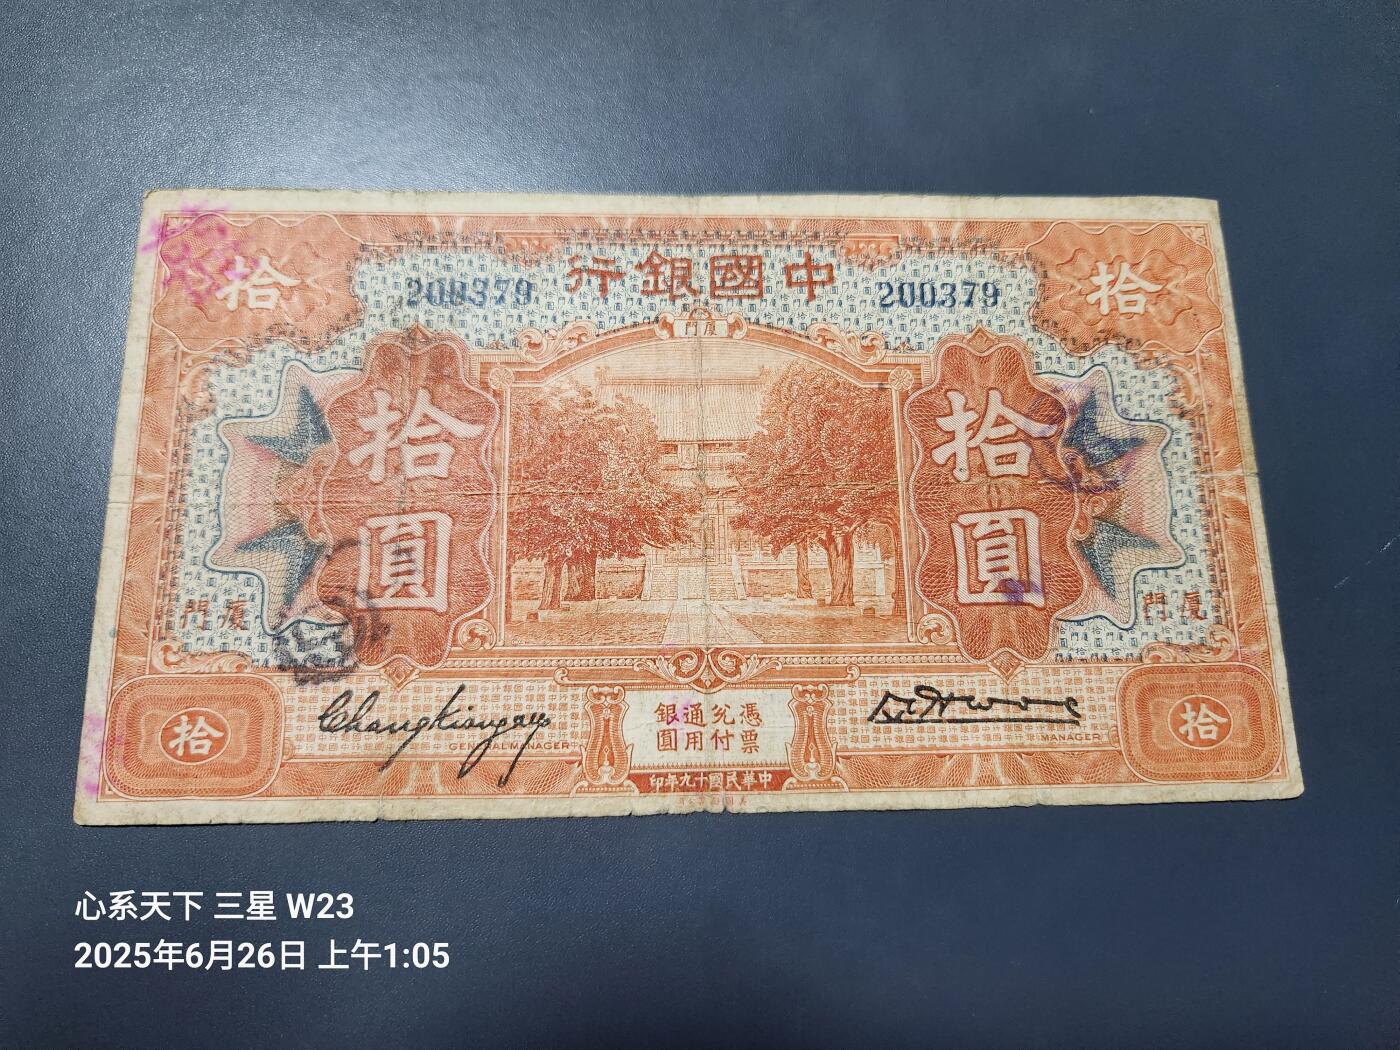 拾
中國銀行
拾
200379
200379
廈門
拾圓
拾圓
廈門
廈門
拾
憑票兌付通用銀圓
拾
GENERAL MANAGER
MANAGER
中華民國十九年印
心系天下 三星 W23
2025年6月26日 上午1:05